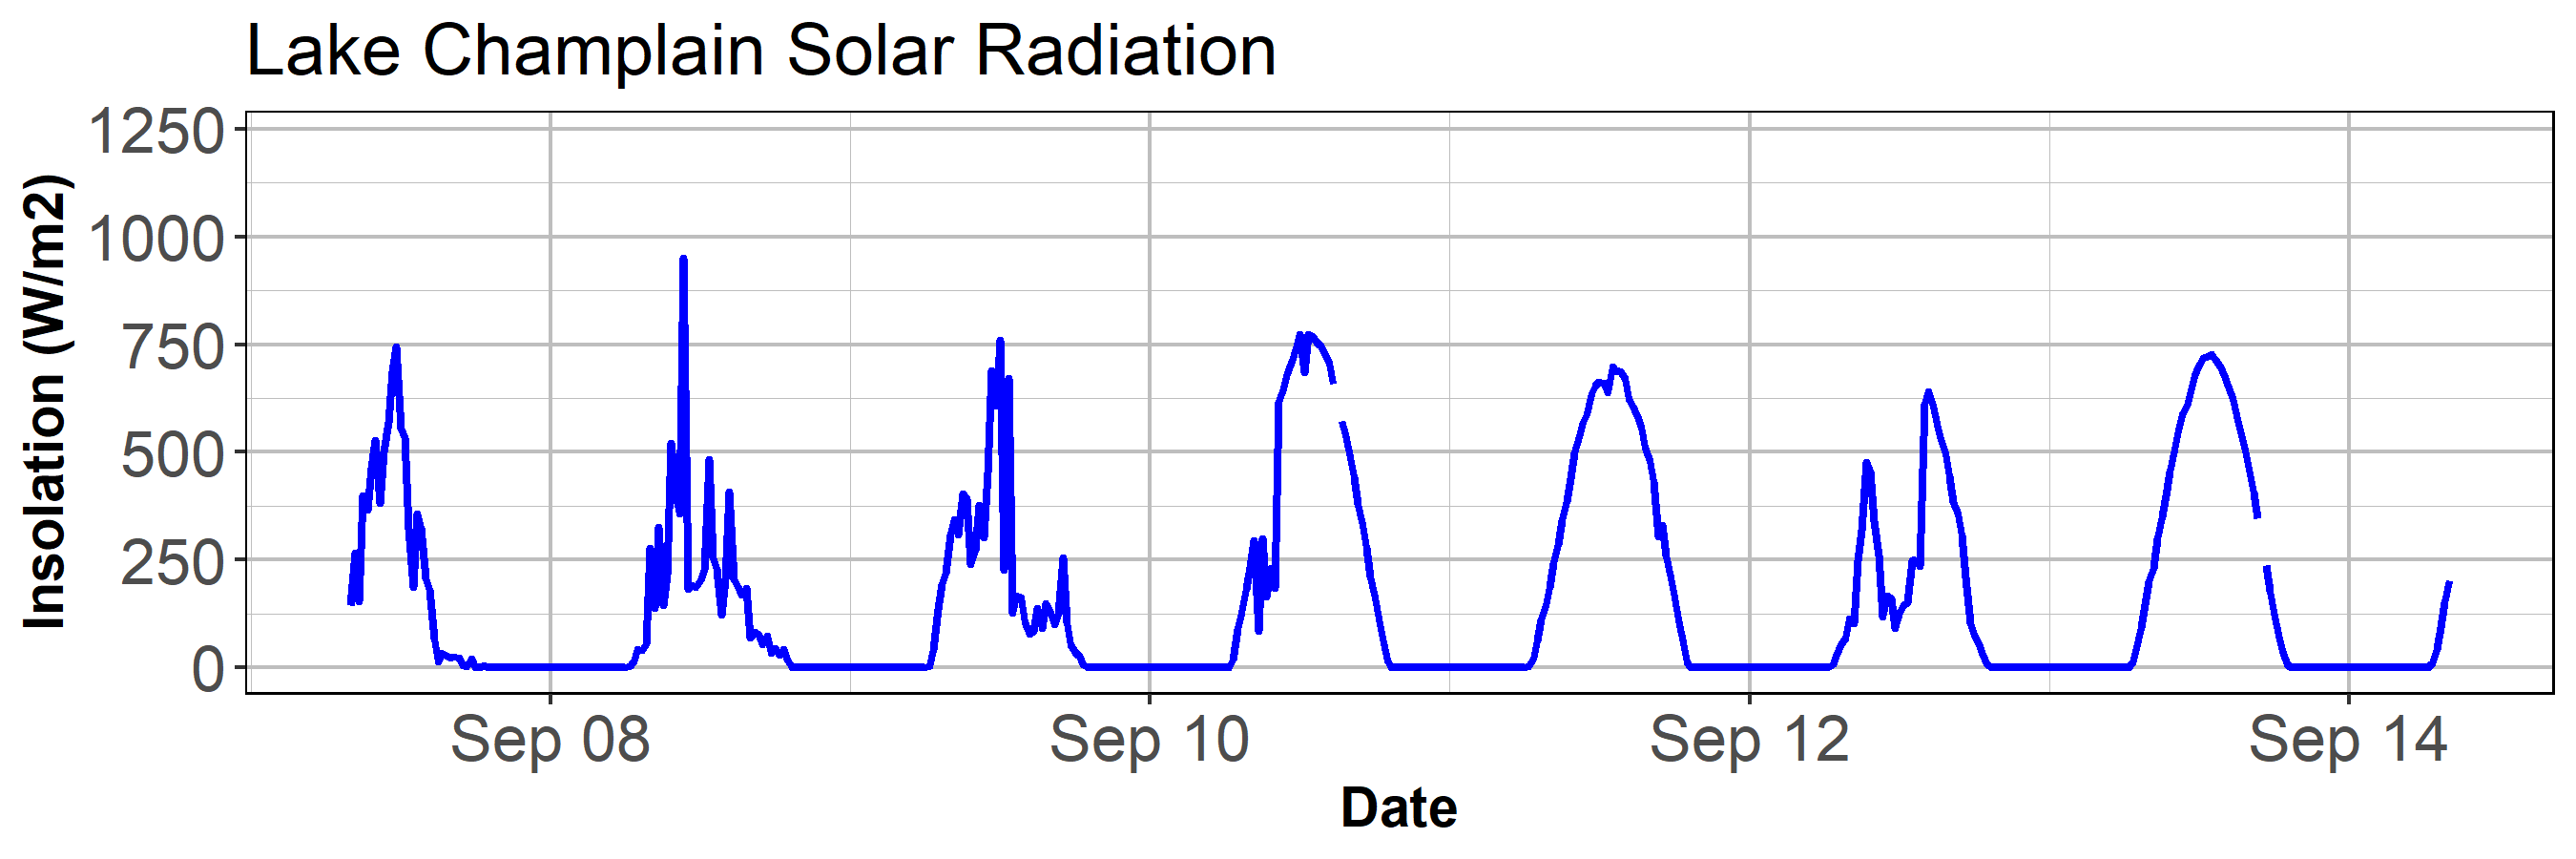 Lake Champlain Solar Radiation
Insolation (W/m2)
1250
1000
750
500
250
0
Sep 08 Sep 10 Sep 12 Sep 14
Date